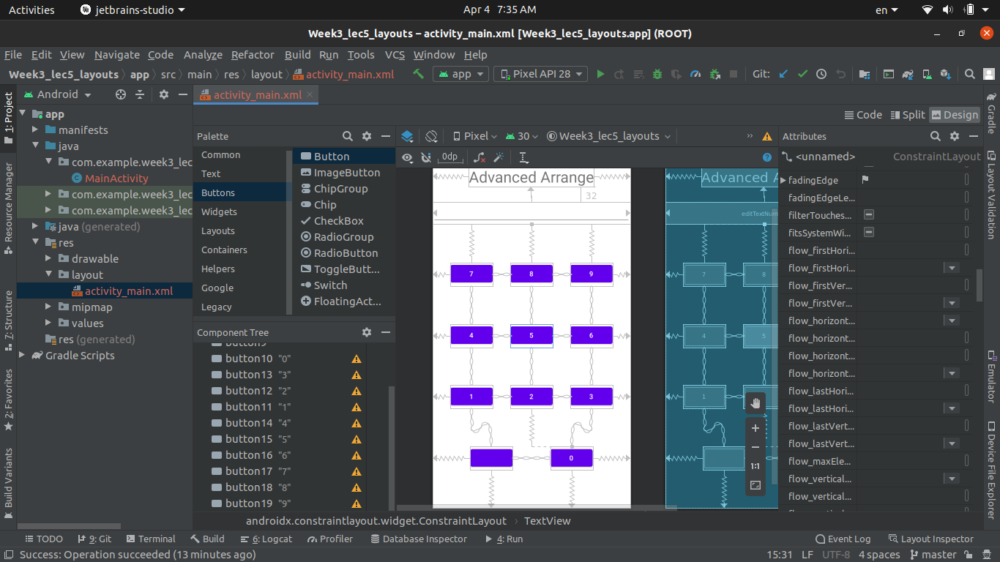 Activities jetbrains-studio Apr 4 7:35 AM en
Week3_lec5_layouts – activity_main.xml [Week3_lec5_layouts.app] (ROOT)
File Edit View Navigate Code Analyze Refactor Build Run Tools VCS Window Help
Week3_lec5_layouts app src main res layout activity_main.xml app Pixel API 28 Git:
1: Project
Resource Manager
7: Structure
2: Favorites
Build Variants
Android
app
manifests
java
com.example.week3_lec
MainActivity
com.example.week3_lec
com.example.week3_lec
java (generated)
res
drawable
layout
activity_main.xml
mipmap
values
res (generated)
Gradle Scripts
activity_main.xml
Code Split Design
Palette
Common
Text
Buttons
Widgets
Layouts
Containers
Helpers
Google
Legacy
Button
ImageButton
ChipGroup
Chip
CheckBox
RadioGroup
RadioButton
ToggleButt...
Switch
FloatingAct...
Component Tree
button9
button10 "0"
button13 "3"
button12 "2"
button11 "1"
button14 "4"
button15 "5"
button16 "6"
button17 "7"
button18 "8"
button19 "9"
Pixel 30 Week3_lec5_layouts »
0dp
Advanced Arrange
32
7 8 9
4 5 6
1 2 3
0
Advanced A
editTextNum
7 8
4 5
1
1:1
androidx.constraintlayout.widget.ConstraintLayout › TextView
Attributes
<unnamed> ConstraintLayout
fadingEdge
fadingEdgeLe...
filterTouches...
fitsSystemWi...
flow_firstHori...
flow_firstHori...
flow_firstVer...
flow_firstVer...
flow_horizont...
flow_horizont...
flow_horizont...
flow_horizont...
flow_lastHori...
flow_lastHori...
flow_lastVert...
flow_lastVert...
flow_maxEle...
flow_vertical...
flow_vertical...
Gradle
Layout Validation
Emulator
Device File Explorer
TODO 9: Git Terminal Build 6: Logcat Profiler Database Inspector 4: Run Event Log Layout Inspector
Success: Operation succeeded (13 minutes ago) 15:31 LF UTF-8 4 spaces master